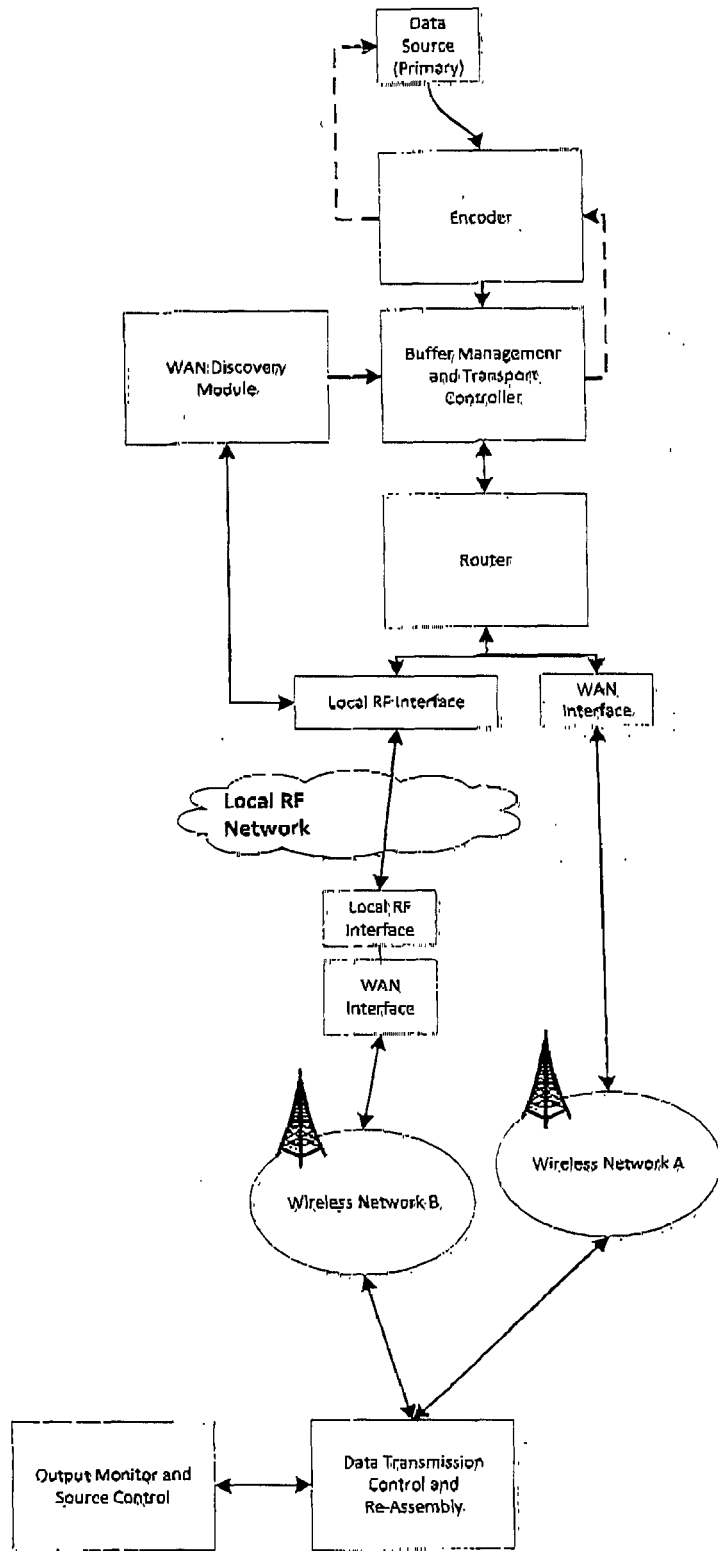 Data
Source
(Primary)
Encoder
WAN Discovery
Module
Buffer Management
and Transport
Controller
Router
Local RF Interface
WAN
Interface
Local RF
Network
Local RF
Interface
WAN
Interface
Wireless Network A
Wireless Network B
Output Monitor and
Source Control
Data Transmission
Control and
Re-Assembly